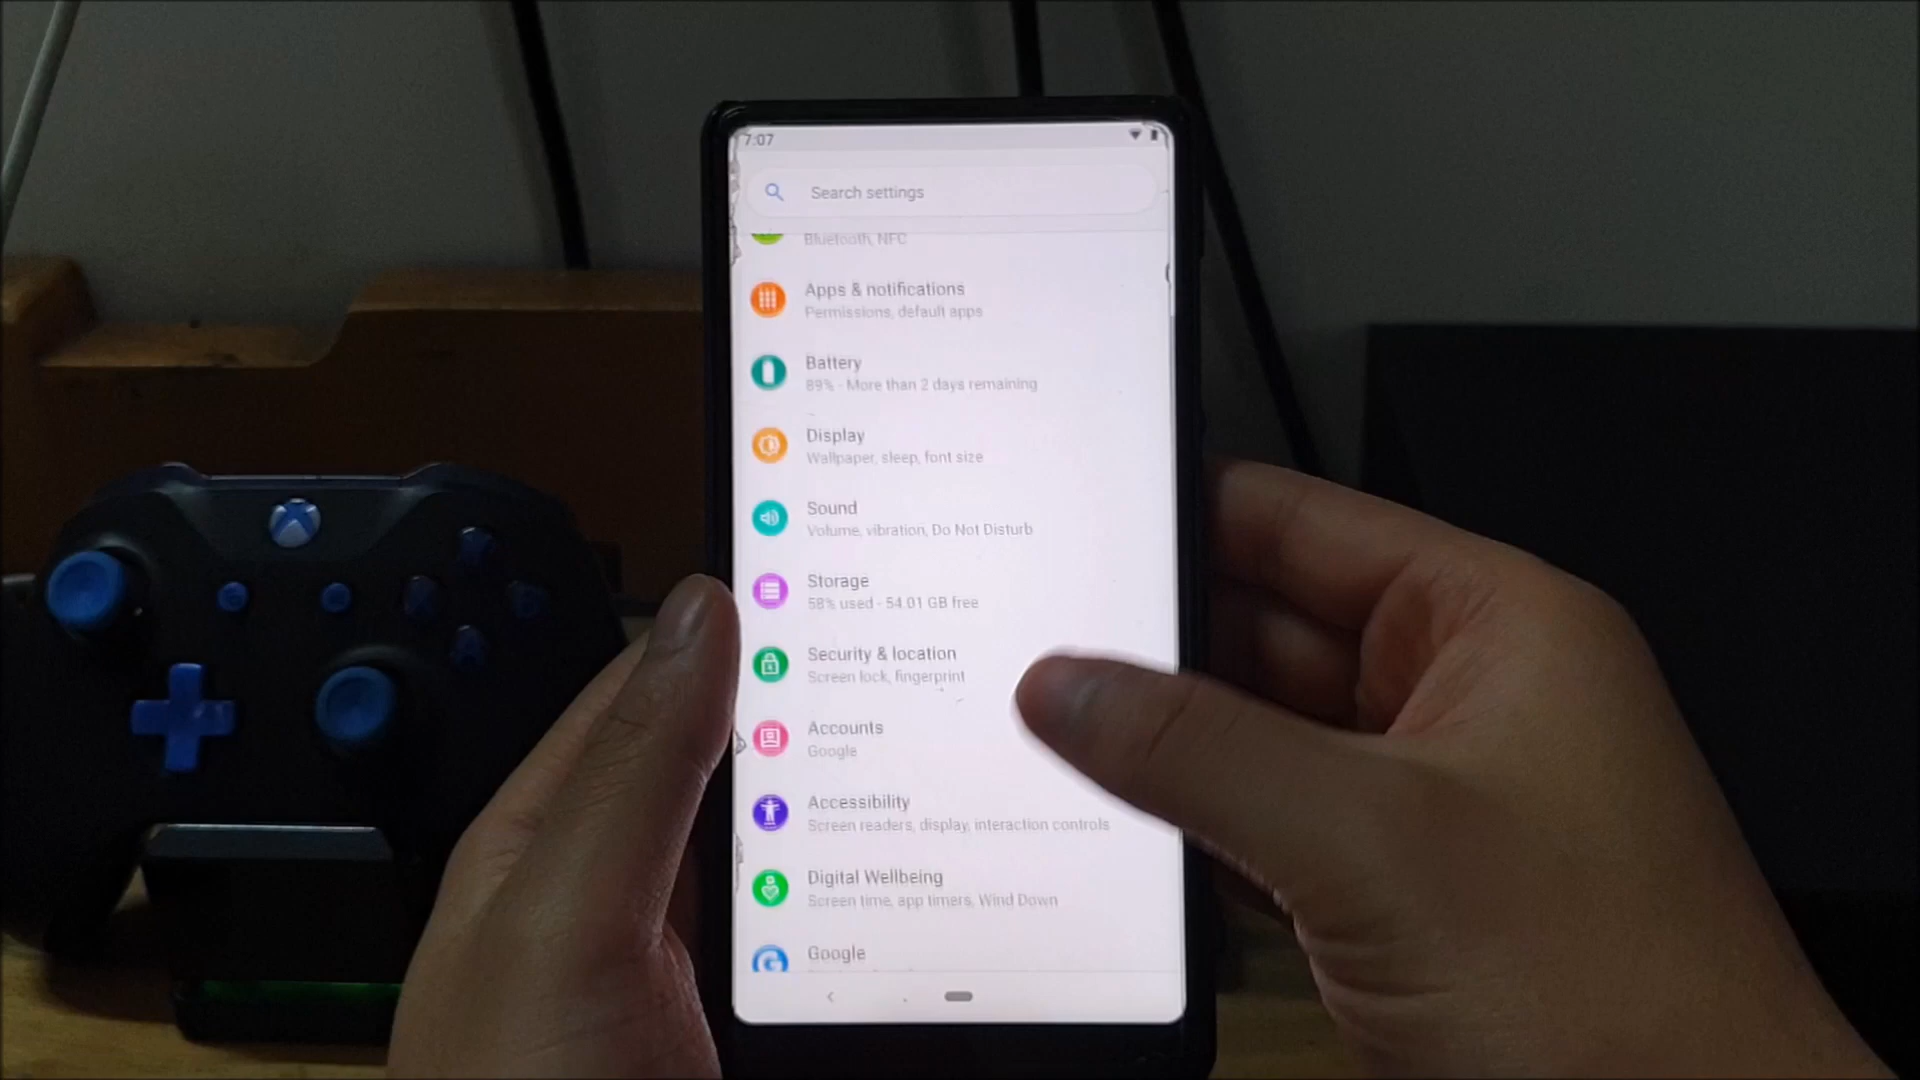 7:07
Search settings
Bluetooth, NFC
Apps & notifications
Permissions, default apps
Battery
89% - More than 2 days remaining
Display
Wallpaper, sleep, font size
Sound
Volume, vibration, Do Not Disturb
Storage
58% used - 54.01 GB free
Security & location
Screen lock, fingerprint
Accounts
Google
Accessibility
Screen readers, display, interaction controls
Digital Wellbeing
Screen time, app timers, Wind Down
Google